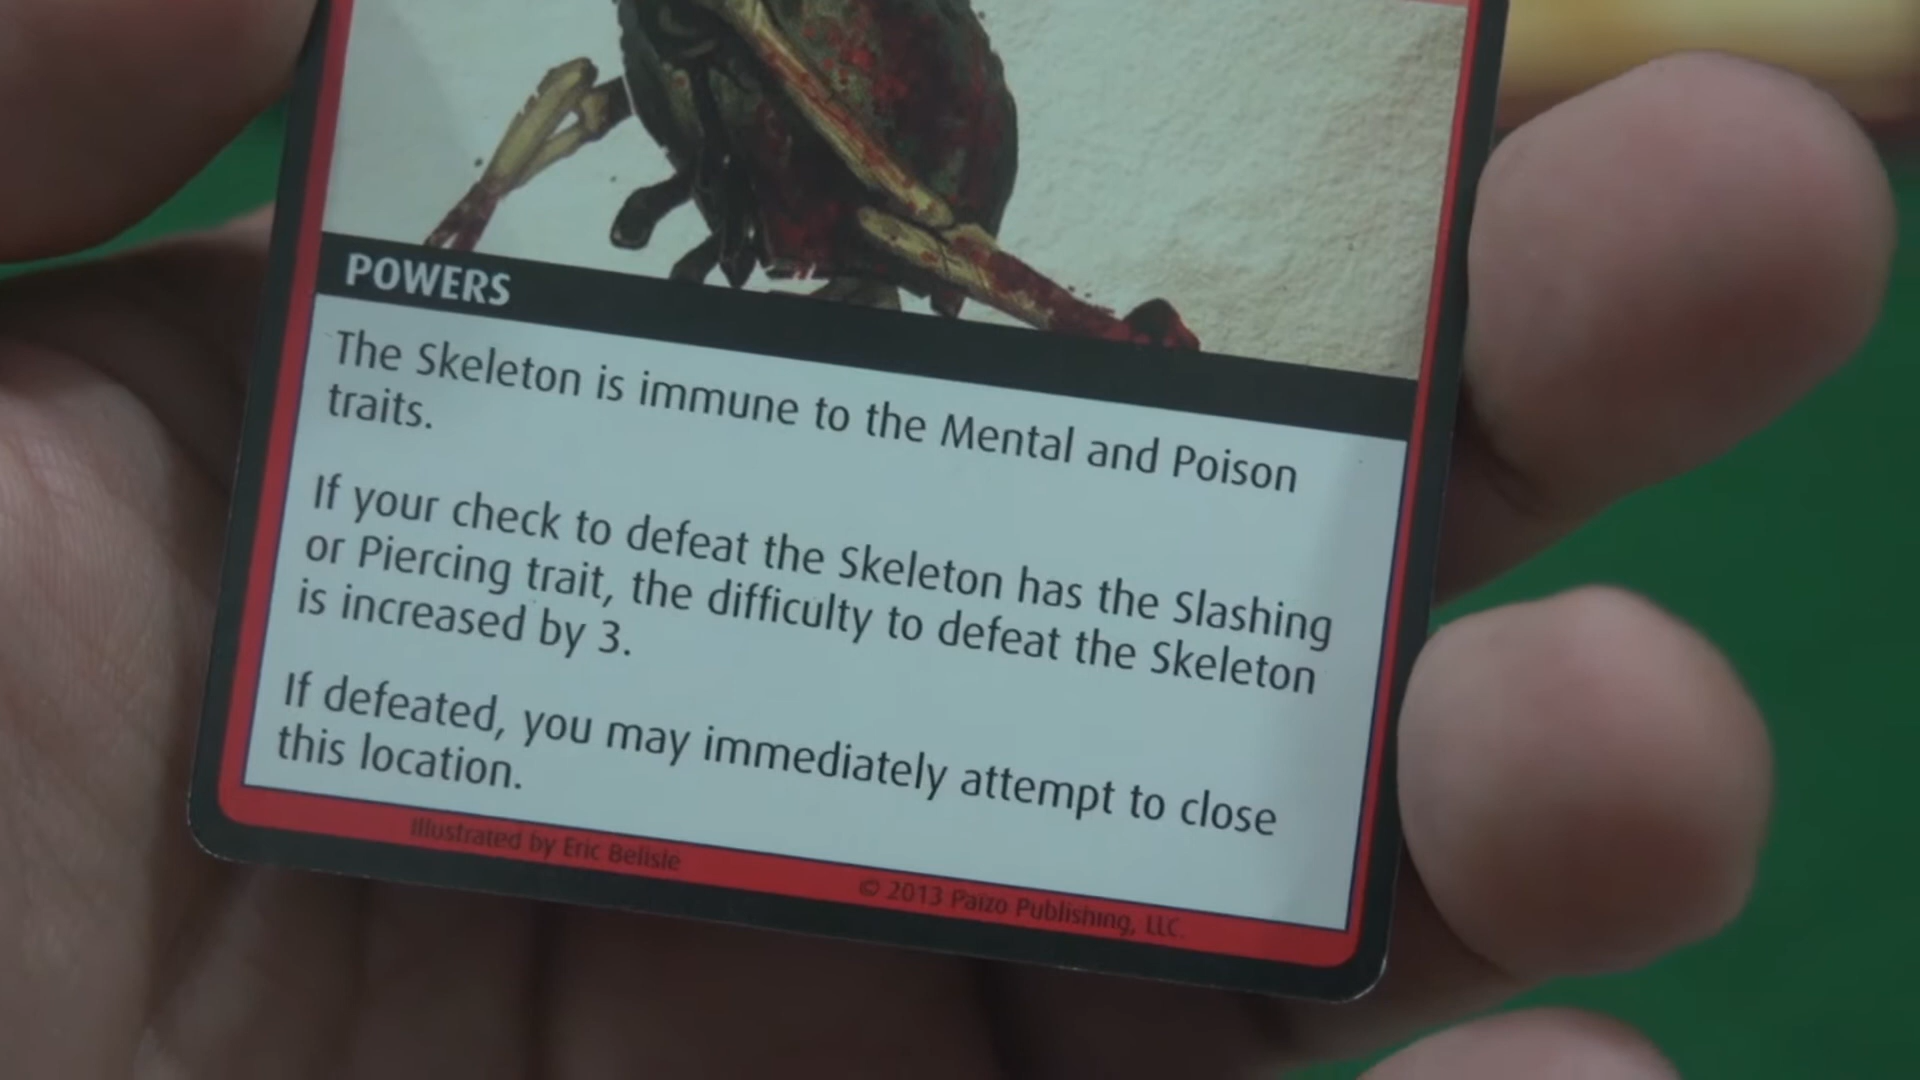 POWERS
The Skeleton is immune to the Mental and Poison
traits.
If your check to defeat the Skeleton has the Slashing
or Piercing trait, the difficulty to defeat the Skeleton
is increased by 3.
If defeated, you may immediately attempt to close
this location.
Illustrated by Eric Belisle
© 2013 Paizo Publishing, LLC.